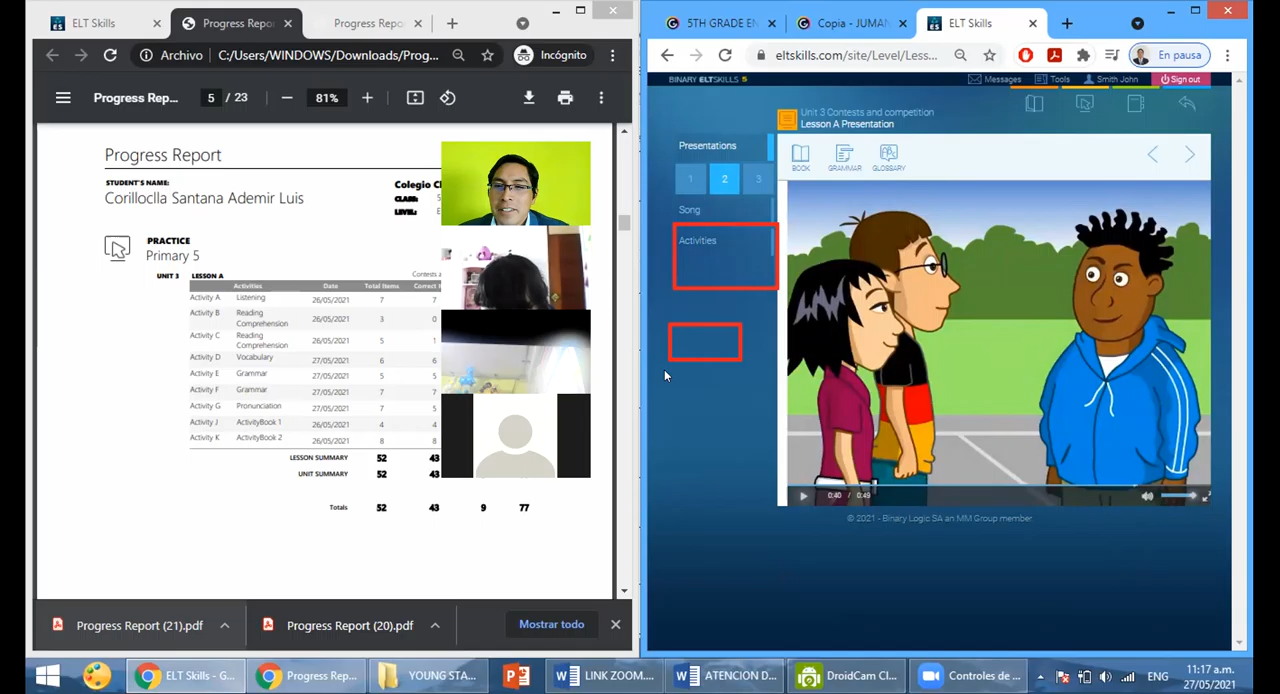 ELT Skills
Progress Repor
Progress Report
Archivo
C:/Users/WINDOWS/Downloads/Prog...
Incógnito
Progress Rep...
5 / 23
81%
Progress Report
STUDENT'S NAME:
Corilloclla Santana Ademir Luis
Colegio C
CLASS: 5
LEVEL: E
PRACTICE
Primary 5
UNIT 3 LESSON A
Contests a
Activities Date Total Items Correct
Activity A Listening 26/05/2021 7 7
Activity B Reading Comprehension 26/05/2021 3 0
Activity C Reading Comprehension 26/05/2021 5 1
Activity D Vocabulary 27/05/2021 6 6
Activity E Grammar 27/05/2021 5 5
Activity F Grammar 27/05/2021 7 7
Activity G Pronunciation 27/05/2021 7 5
Activity J ActivityBook 1 26/05/2021 4 4
Activity K ActivityBook 2 26/05/2021 8 8
LESSON SUMMARY 52 43
UNIT SUMMARY 52 43
Totals 52 43 9 77
Progress Report (21).pdf
Progress Report (20).pdf
Mostrar todo
5TH GRADE E
Copia - JUMAN
ELT Skills
eltskills.com/site/Level/Less...
En pausa
BINARY ELTSKILLS 5
Messages
Tools
Smith John
Sign out
Unit 3 Contests and competition
Lesson A Presentation
Presentations
1 2 3
Song
Activities
BOOK
GRAMMAR
GLOSSARY
0:40 / 0:49
© 2021 - Binary Logic SA an MM Group member
ELT Skills - G...
Progress Rep...
YOUNG STA...
LINK ZOOM....
ATENCION D...
DroidCam Cl...
Controles de ...
ENG
11:17 a.m.
27/05/2021